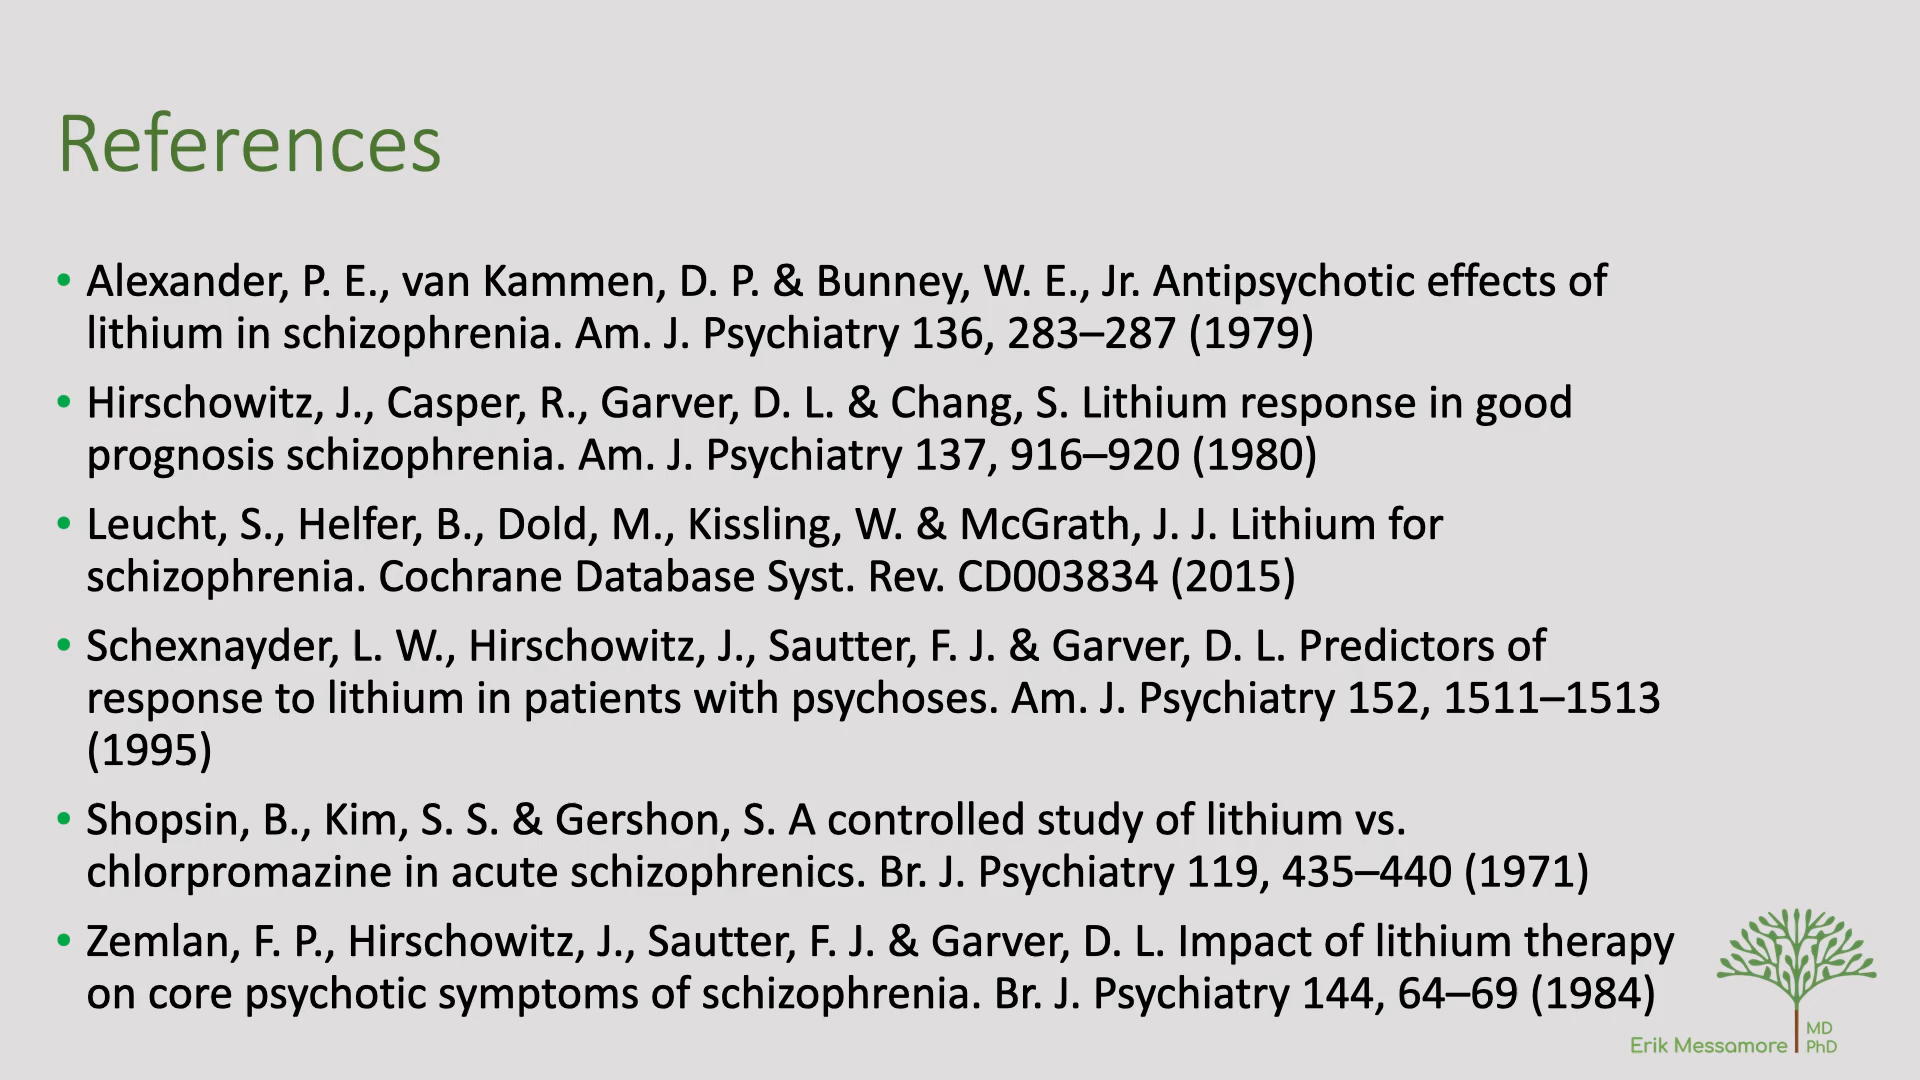 References
• Alexander, P. E., van Kammen, D. P. & Bunney, W. E., Jr. Antipsychotic effects of
lithium in schizophrenia. Am. J. Psychiatry 136, 283–287 (1979)
• Hirschowitz, J., Casper, R., Garver, D. L. & Chang, S. Lithium response in good
prognosis schizophrenia. Am. J. Psychiatry 137, 916–920 (1980)
• Leucht, S., Helfer, B., Dold, M., Kissling, W. & McGrath, J. J. Lithium for
schizophrenia. Cochrane Database Syst. Rev. CD003834 (2015)
• Schexnayder, L. W., Hirschowitz, J., Sautter, F. J. & Garver, D. L. Predictors of
response to lithium in patients with psychoses. Am. J. Psychiatry 152, 1511–1513
(1995)
• Shopsin, B., Kim, S. S. & Gershon, S. A controlled study of lithium vs.
chlorpromazine in acute schizophrenics. Br. J. Psychiatry 119, 435–440 (1971)
• Zemlan, F. P., Hirschowitz, J., Sautter, F. J. & Garver, D. L. Impact of lithium therapy
on core psychotic symptoms of schizophrenia. Br. J. Psychiatry 144, 64–69 (1984)
Erik Messamore
MD
PhD